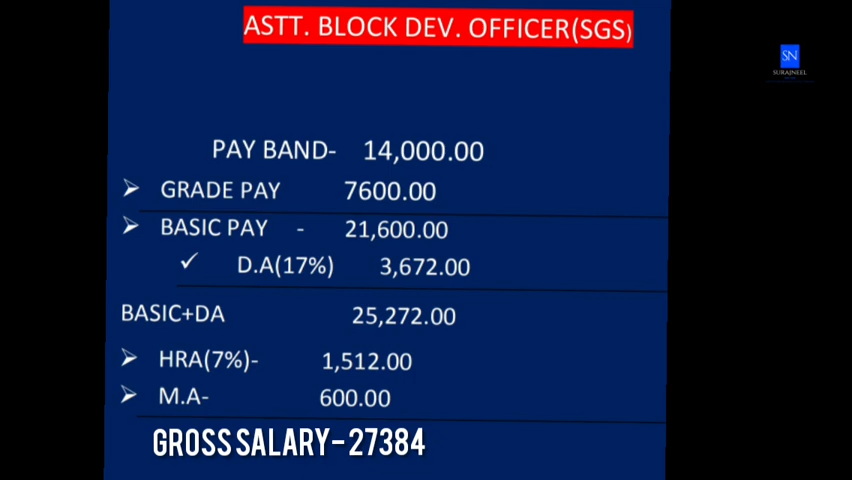 ASTT. BLOCK DEV. OFFICER(SGS)
SN
SURAJNEEL
PAY BAND- 14,000.00
➢ GRADE PAY 7600.00
➢ BASIC PAY - 21,600.00
✓ D.A(17%) 3,672.00
BASIC+DA 25,272.00
➢ HRA(7%)- 1,512.00
➢ M.A- 600.00
GROSS SALARY- 27384